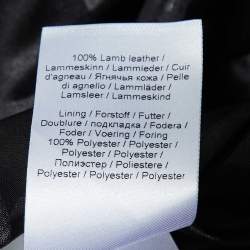 100% Lamb leather /
Lammeskinn / Lammleder / Cuir
d'agneau / Ягнячья кожа / Pelle
di agnello / Lammläder /
Lamsleer / Lammeskind
Lining / Forstoff / Futter /
Doublure / подкладка / Fodera /
Foder / Voering / Foring
100% Polyester / Polyester /
Polyester / Polyester /
Полиэстер / Poliestere /
Polyester / Polyester / Polyester